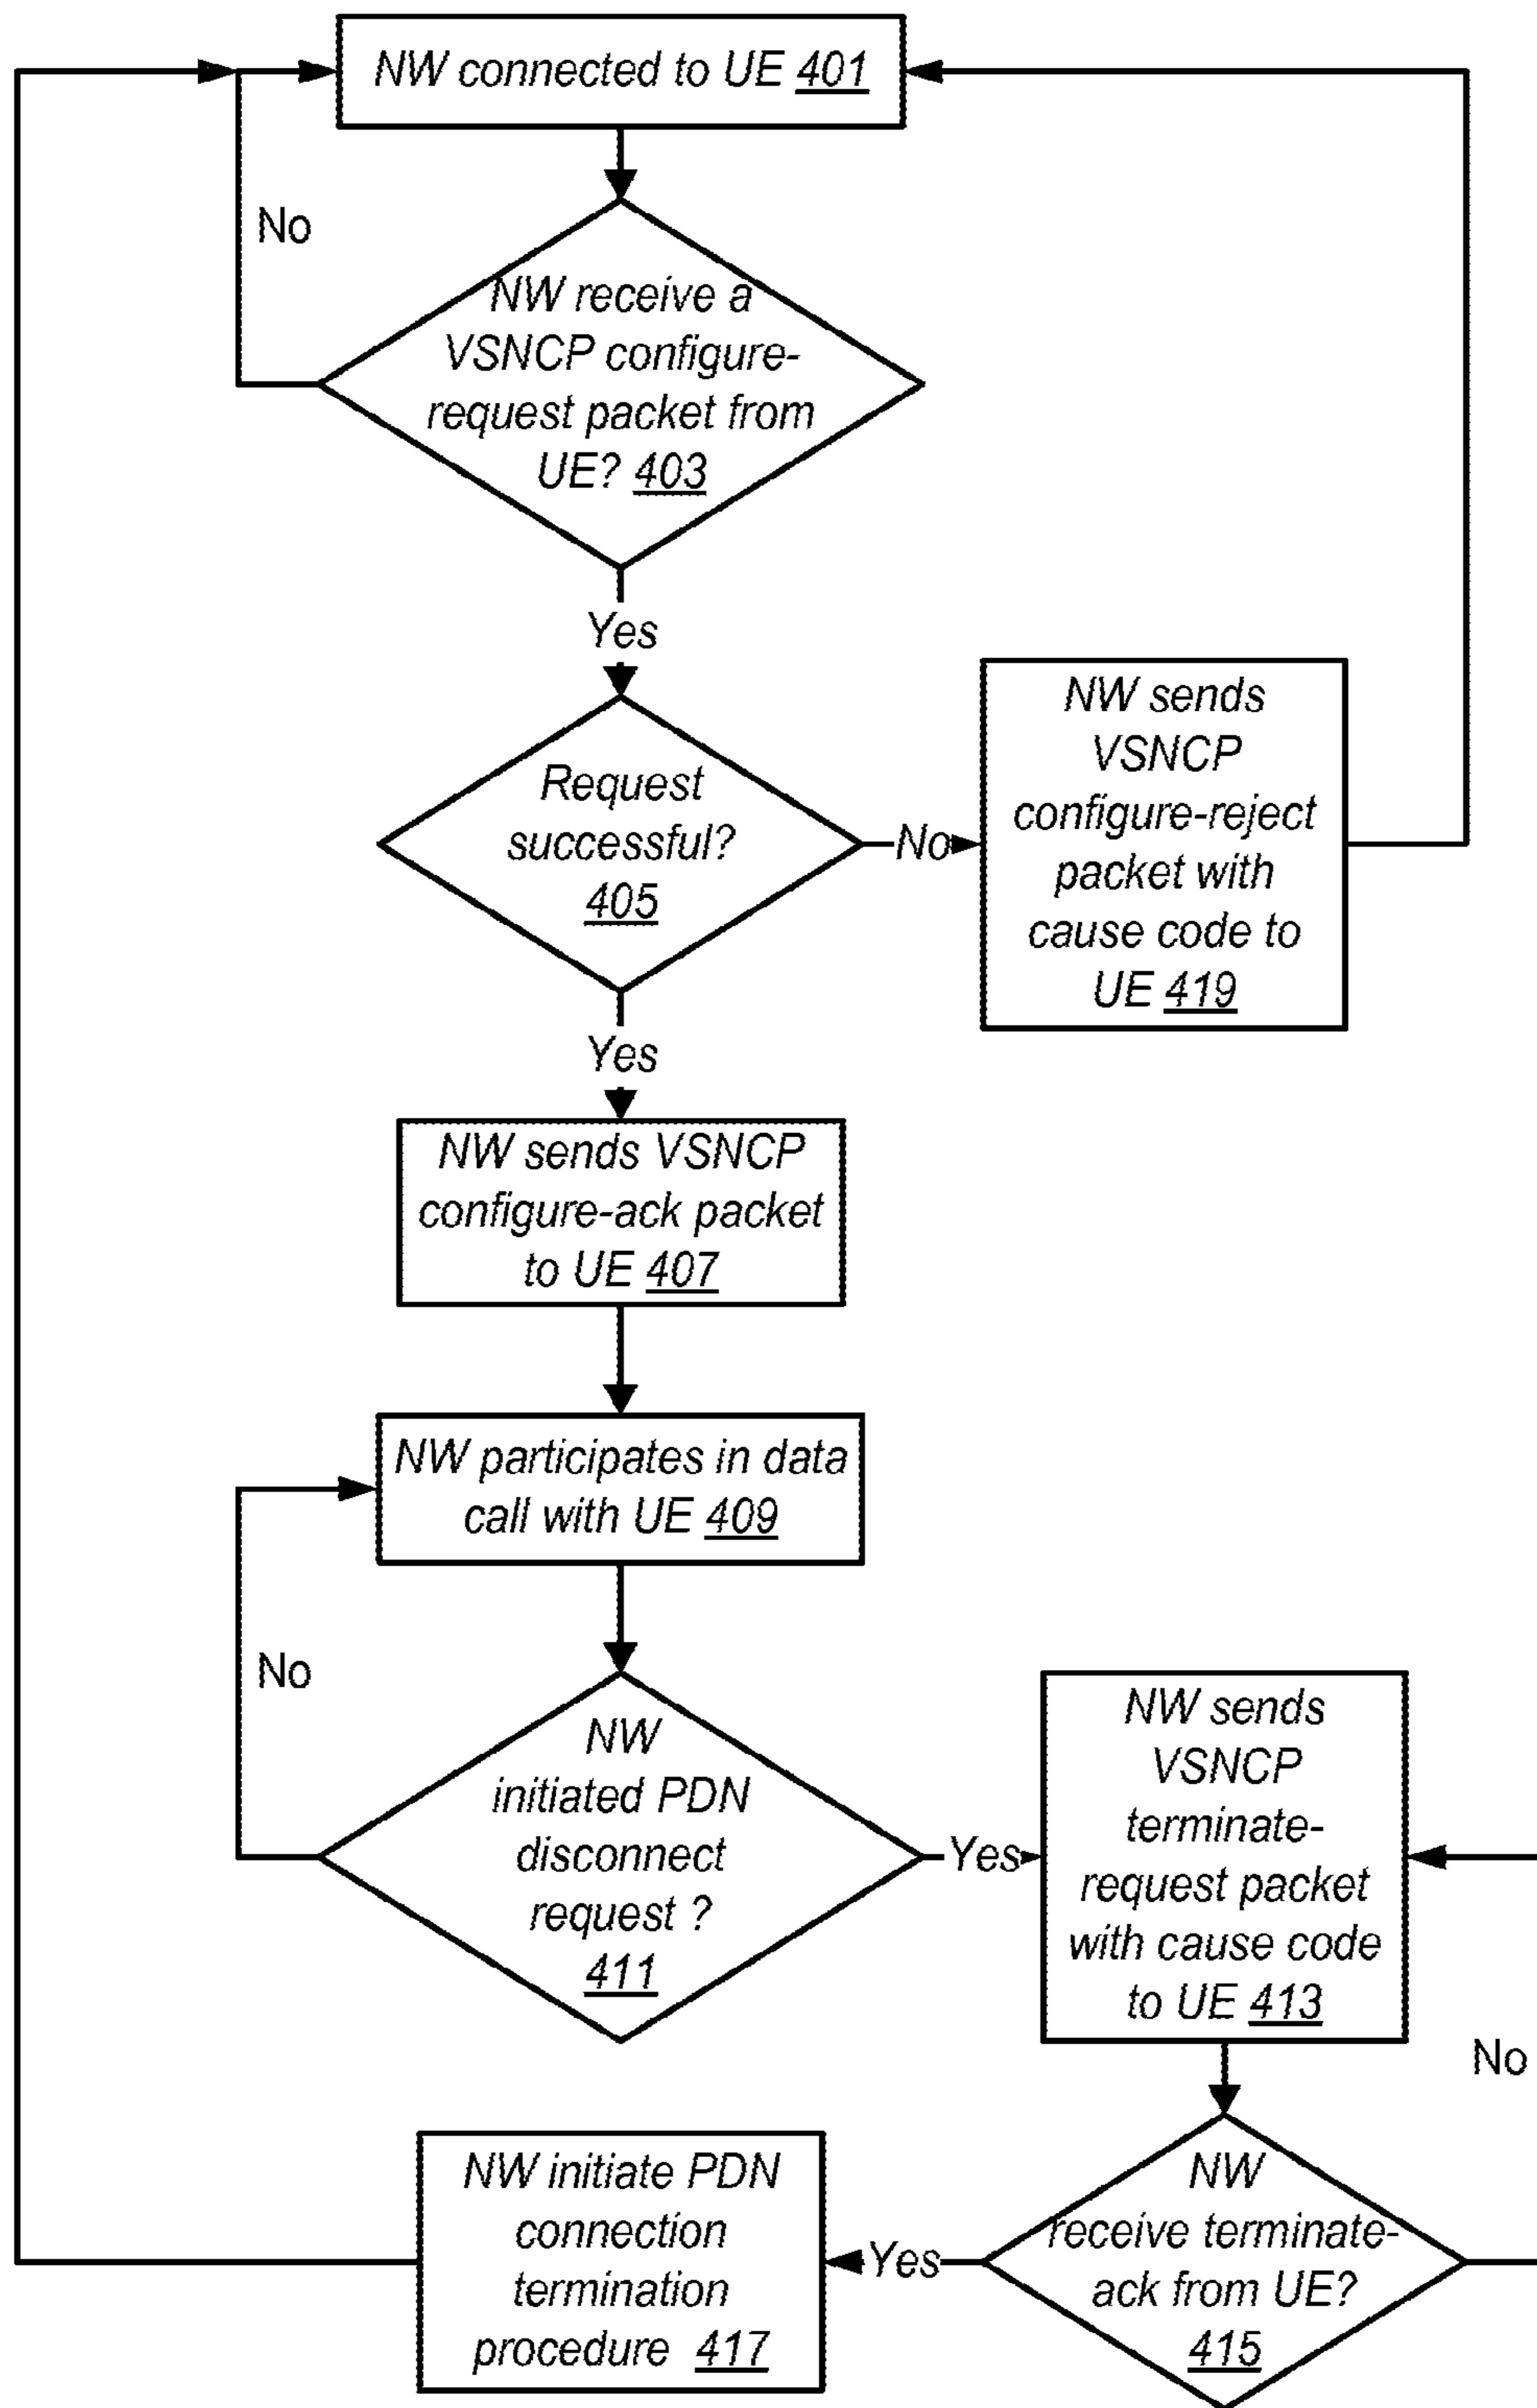 NW connected to UE 401
No
NW receive a
VSNCP configure-
request packet from
UE? 403
Yes
Request
successful?
405
No
NW sends
VSNCP
configure-reject
packet with
cause code to
UE 419
Yes
NW sends VSNCP
configure-ack packet
to UE 407
NW participates in data
call with UE 409
No
NW
initiated PDN
disconnect
request ?
411
Yes
NW sends
VSNCP
terminate-
request packet
with cause code
to UE 413
No
NW
receive terminate-
ack from UE?
415
Yes
NW initiate PDN
connection
termination
procedure 417